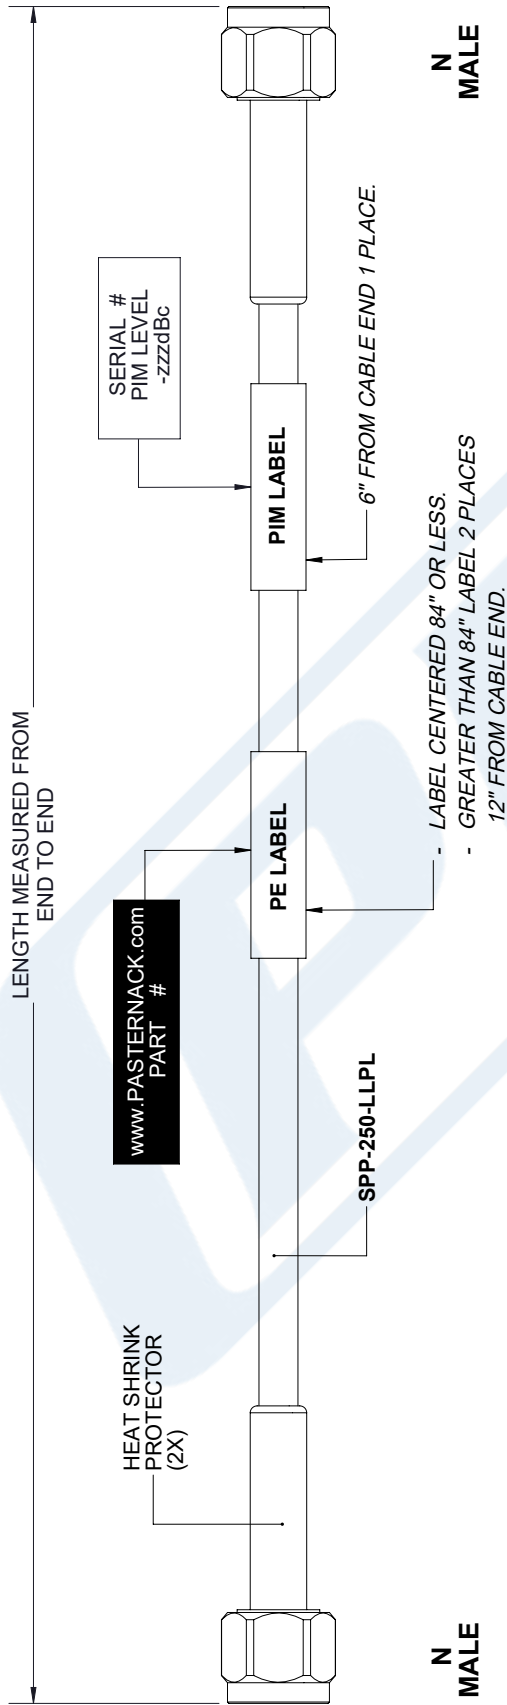 LENGTH MEASURED FROM
END TO END
HEAT SHRINK
PROTECTOR
(2X)
www.PASTERNACK.com
PART #
SERIAL #
PIM LEVEL
-zzzdBc
PE LABEL
PIM LABEL
SPP-250-LLPL
6" FROM CABLE END 1 PLACE.
- LABEL CENTERED 84" OR LESS.
- GREATER THAN 84" LABEL 2 PLACES
12" FROM CABLE END.
N
MALE
N
MALE